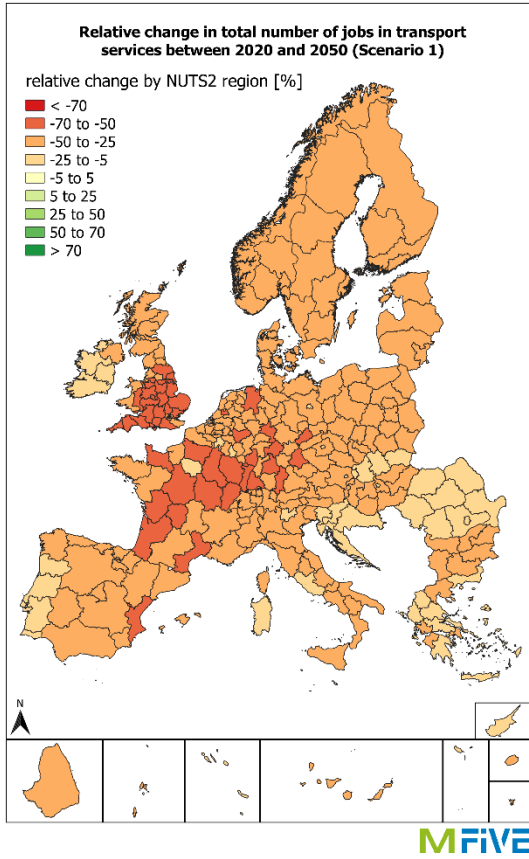 Relative change in total number of jobs in transport
services between 2020 and 2050 (Scenario 1)
relative change by NUTS2 region [%]
< -70
-70 to -50
-50 to -25
-25 to -5
-5 to 5
5 to 25
25 to 50
50 to 70
> 70
N
MFIVE